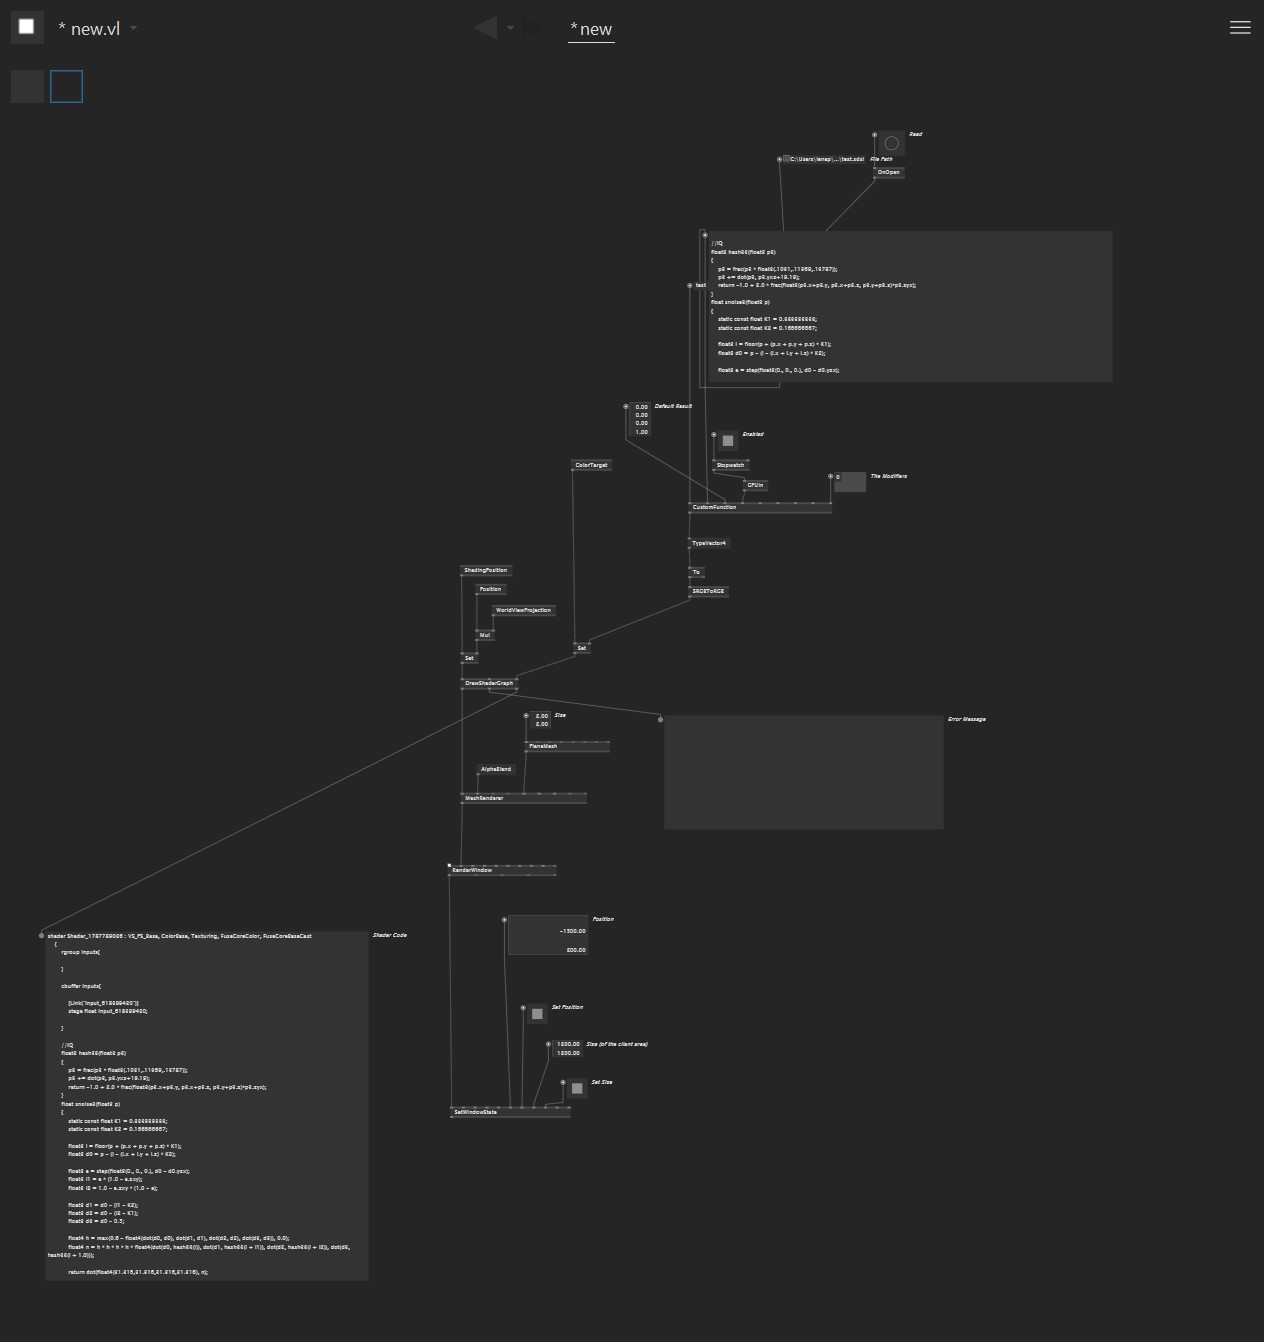 * new.vl
* new
Read
C:\Users\lenap\...\test.sdsl
File Path
OnOpen
//IQ
float3 hash33(float3 p3)
{
p3 = frac(p3 * float3(.1031,.11369,.13787));
p3 += dot(p3, p3.yxz+19.19);
return -1.0 + 2.0 * frac(float3(p3.x+p3.y, p3.x+p3.z, p3.y+p3.z)*p3.zyx);
}
float snoise3(float3 p)
{
static const float K1 = 0.333333333;
static const float K2 = 0.166666667;
float3 i = floor(p + (p.x + p.y + p.z) * K1);
float3 d0 = p - (i - (i.x + i.y + i.z) * K2);
float3 e = step(float3(0., 0., 0.), d0 - d0.yzx);
test
0.00
0.00
0.00
1.00
Default Result
Enabled
ColorTarget
Stopwatch
GPUIn
0
The Modifiers
CustomFunction
TypeVector4
To
SRGBToRGB
ShadingPosition
Position
WorldViewProjection
Mul
Set
Set
DrawShaderGraph
2.00
2.00
Size
Error Message
PlaneMesh
AlphaBlend
MeshRenderer
RenderWindow
Position
-1300.00
200.00
Set Position
1200.00
1200.00
Size (of the client area)
Set Size
SetWindowState
Shader Code
{
rgroup Inputs{
}
cbuffer Inputs{
}
//IQ
float3 hash33(float3 p3)
{
p3 = frac(p3 * float3(.1031,.11369,.13787));
p3 += dot(p3, p3.yxz+19.19);
return -1.0 + 2.0 * frac(float3(p3.x+p3.y, p3.x+p3.z, p3.y+p3.z)*p3.zyx);
}
float snoise3(float3 p)
{
static const float K1 = 0.333333333;
static const float K2 = 0.166666667;
float3 i = floor(p + (p.x + p.y + p.z) * K1);
float3 d0 = p - (i - (i.x + i.y + i.z) * K2);
float3 e = step(float3(0., 0., 0.), d0 - d0.yzx);
float3 i1 = e * (1.0 - e.zxy);
float3 i2 = 1.0 - e.zxy * (1.0 - e);
float3 d1 = d0 - (i1 - K2);
float3 d2 = d0 - (i2 - K1);
float3 d3 = d0 - 0.5;
float4 h = max(0.6 - float4(dot(d0, d0), dot(d1, d1), dot(d2, d2), dot(d3, d3)), 0.0);
float4 n = h * h * h * h * float4(dot(d0, hash33(i)), dot(d1, hash33(i + i1)), dot(d2, hash33(i + i2)), dot(d3,
hash33(i + 1.0)));
return dot(float4(31.316,31.316,31.316,31.316), n);